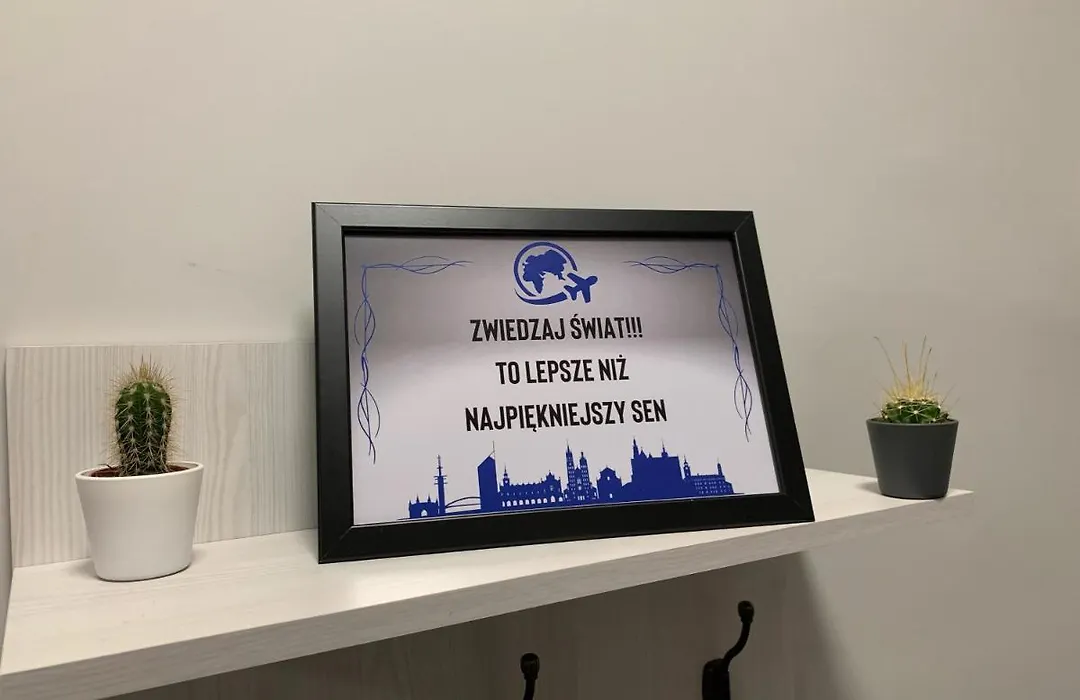 ZWIEDZAJ ŚWIAT!!!
TO LEPSZE NIŻ
NAJPIĘKNIEJSZY SEN